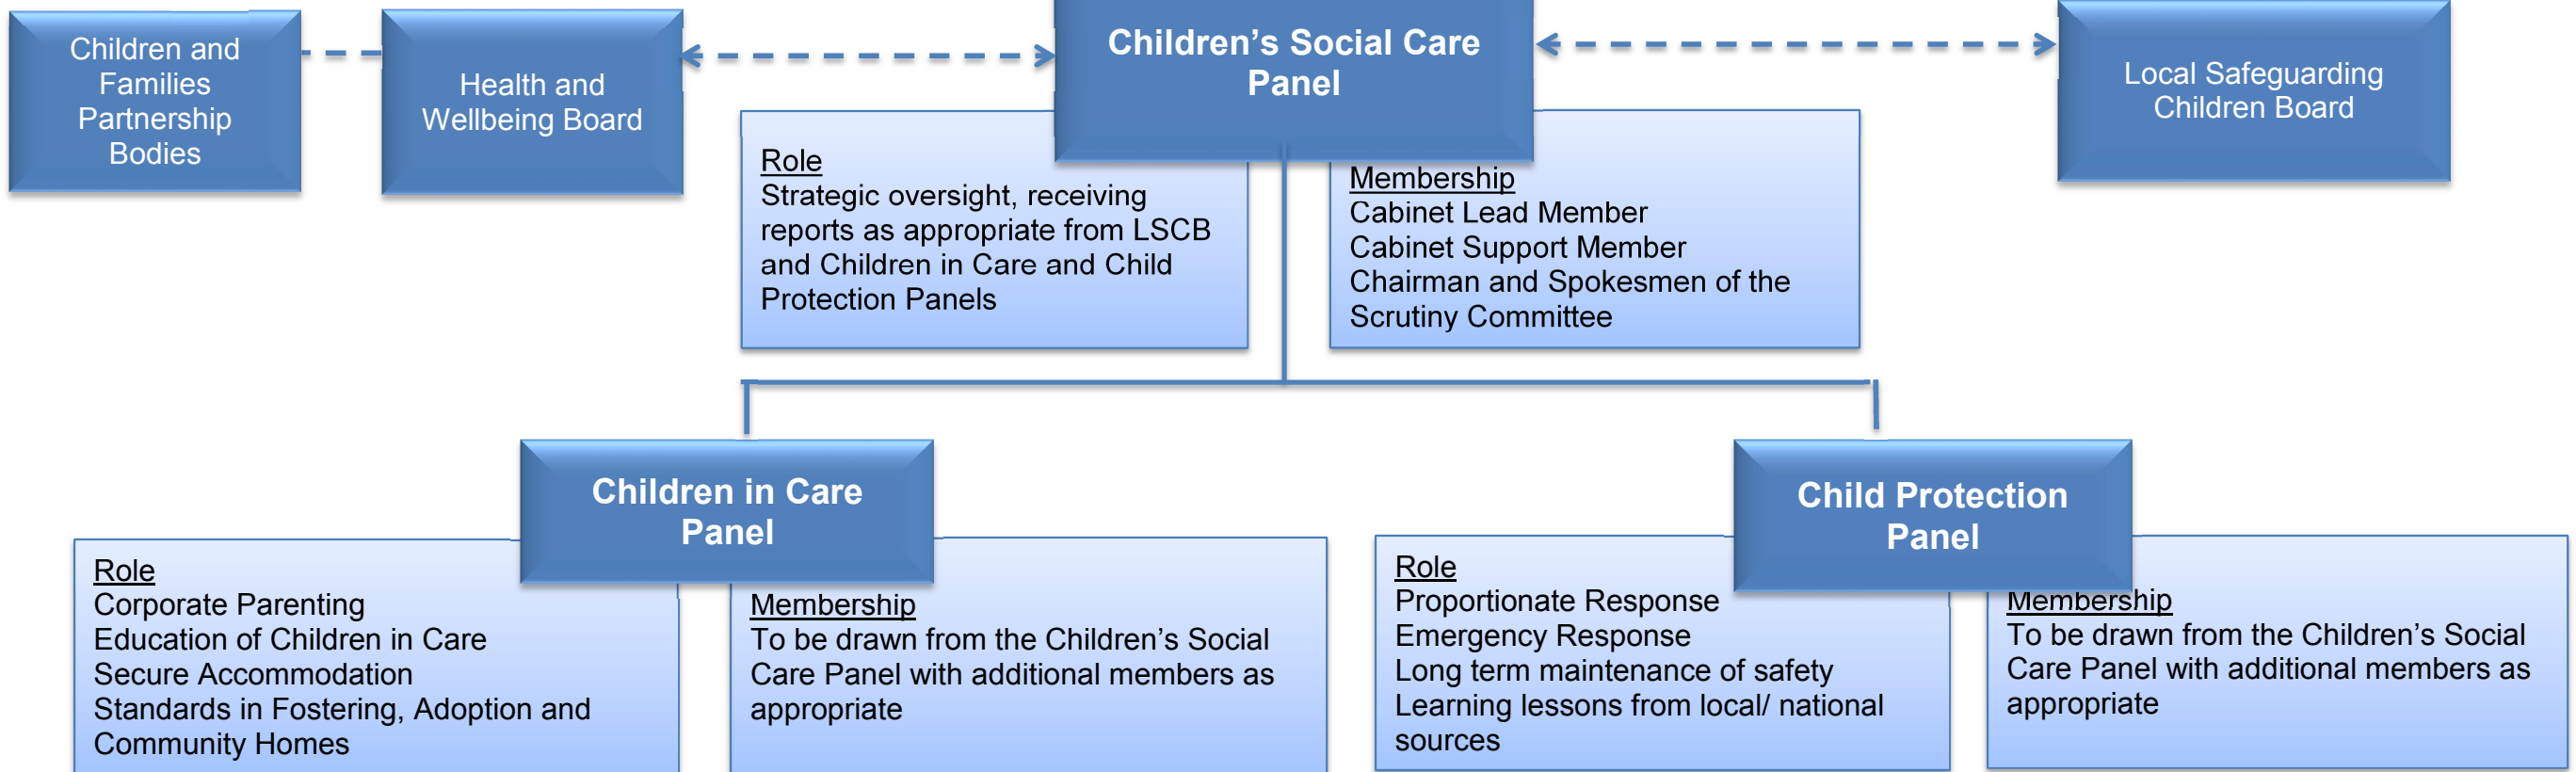 Children and
Families
Partnership
Bodies
Health and
Wellbeing Board
Children’s Social Care
Panel
Local Safeguarding
Children Board
Role
Strategic oversight, receiving
reports as appropriate from LSCB
and Children in Care and Child
Protection Panels
Membership
Cabinet Lead Member
Cabinet Support Member
Chairman and Spokesmen of the
Scrutiny Committee
Children in Care
Panel
Role
Corporate Parenting
Education of Children in Care
Secure Accommodation
Standards in Fostering, Adoption and
Community Homes
Membership
To be drawn from the Children’s Social
Care Panel with additional members as
appropriate
Child Protection
Panel
Role
Proportionate Response
Emergency Response
Long term maintenance of safety
Learning lessons from local/ national
sources
Membership
To be drawn from the Children’s Social
Care Panel with additional members as
appropriate